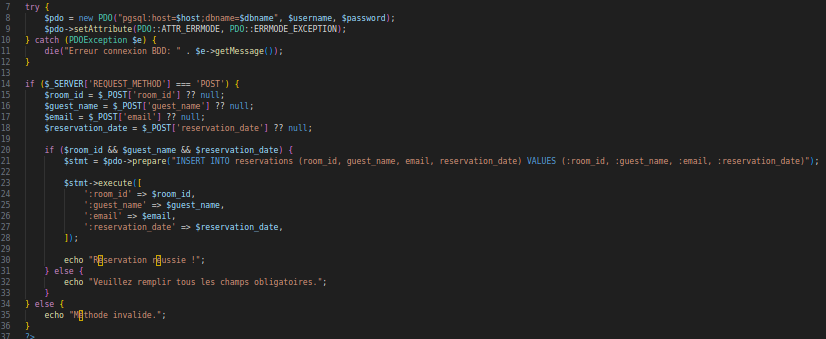 7 try {
8 $pdo = new PDO("pgsql:host=$host;dbname=$dbname", $username, $password);
9 $pdo->setAttribute(PDO::ATTR_ERRMODE, PDO::ERRMODE_EXCEPTION);
10 } catch (PDOException $e) {
11 die("Erreur connexion BDD: " . $e->getMessage());
12 }
13
14 if ($_SERVER['REQUEST_METHOD'] === 'POST') {
15 $room_id = $_POST['room_id'] ?? null;
16 $guest_name = $_POST['guest_name'] ?? null;
17 $email = $_POST['email'] ?? null;
18 $reservation_date = $_POST['reservation_date'] ?? null;
19
20 if ($room_id && $guest_name && $reservation_date) {
21 $stmt = $pdo->prepare("INSERT INTO reservations (room_id, guest_name, email, reservation_date) VALUES (:room_id, :guest_name, :email, :reservation_date)");
22
23 $stmt->execute([
24 ':room_id' => $room_id,
25 ':guest_name' => $guest_name,
26 ':email' => $email,
27 ':reservation_date' => $reservation_date,
28 ]);
29
30 echo "Réservation réussie !";
31 } else {
32 echo "Veuillez remplir tous les champs obligatoires.";
33 }
34 } else {
35 echo "Méthode invalide.";
36 }
37 ?>